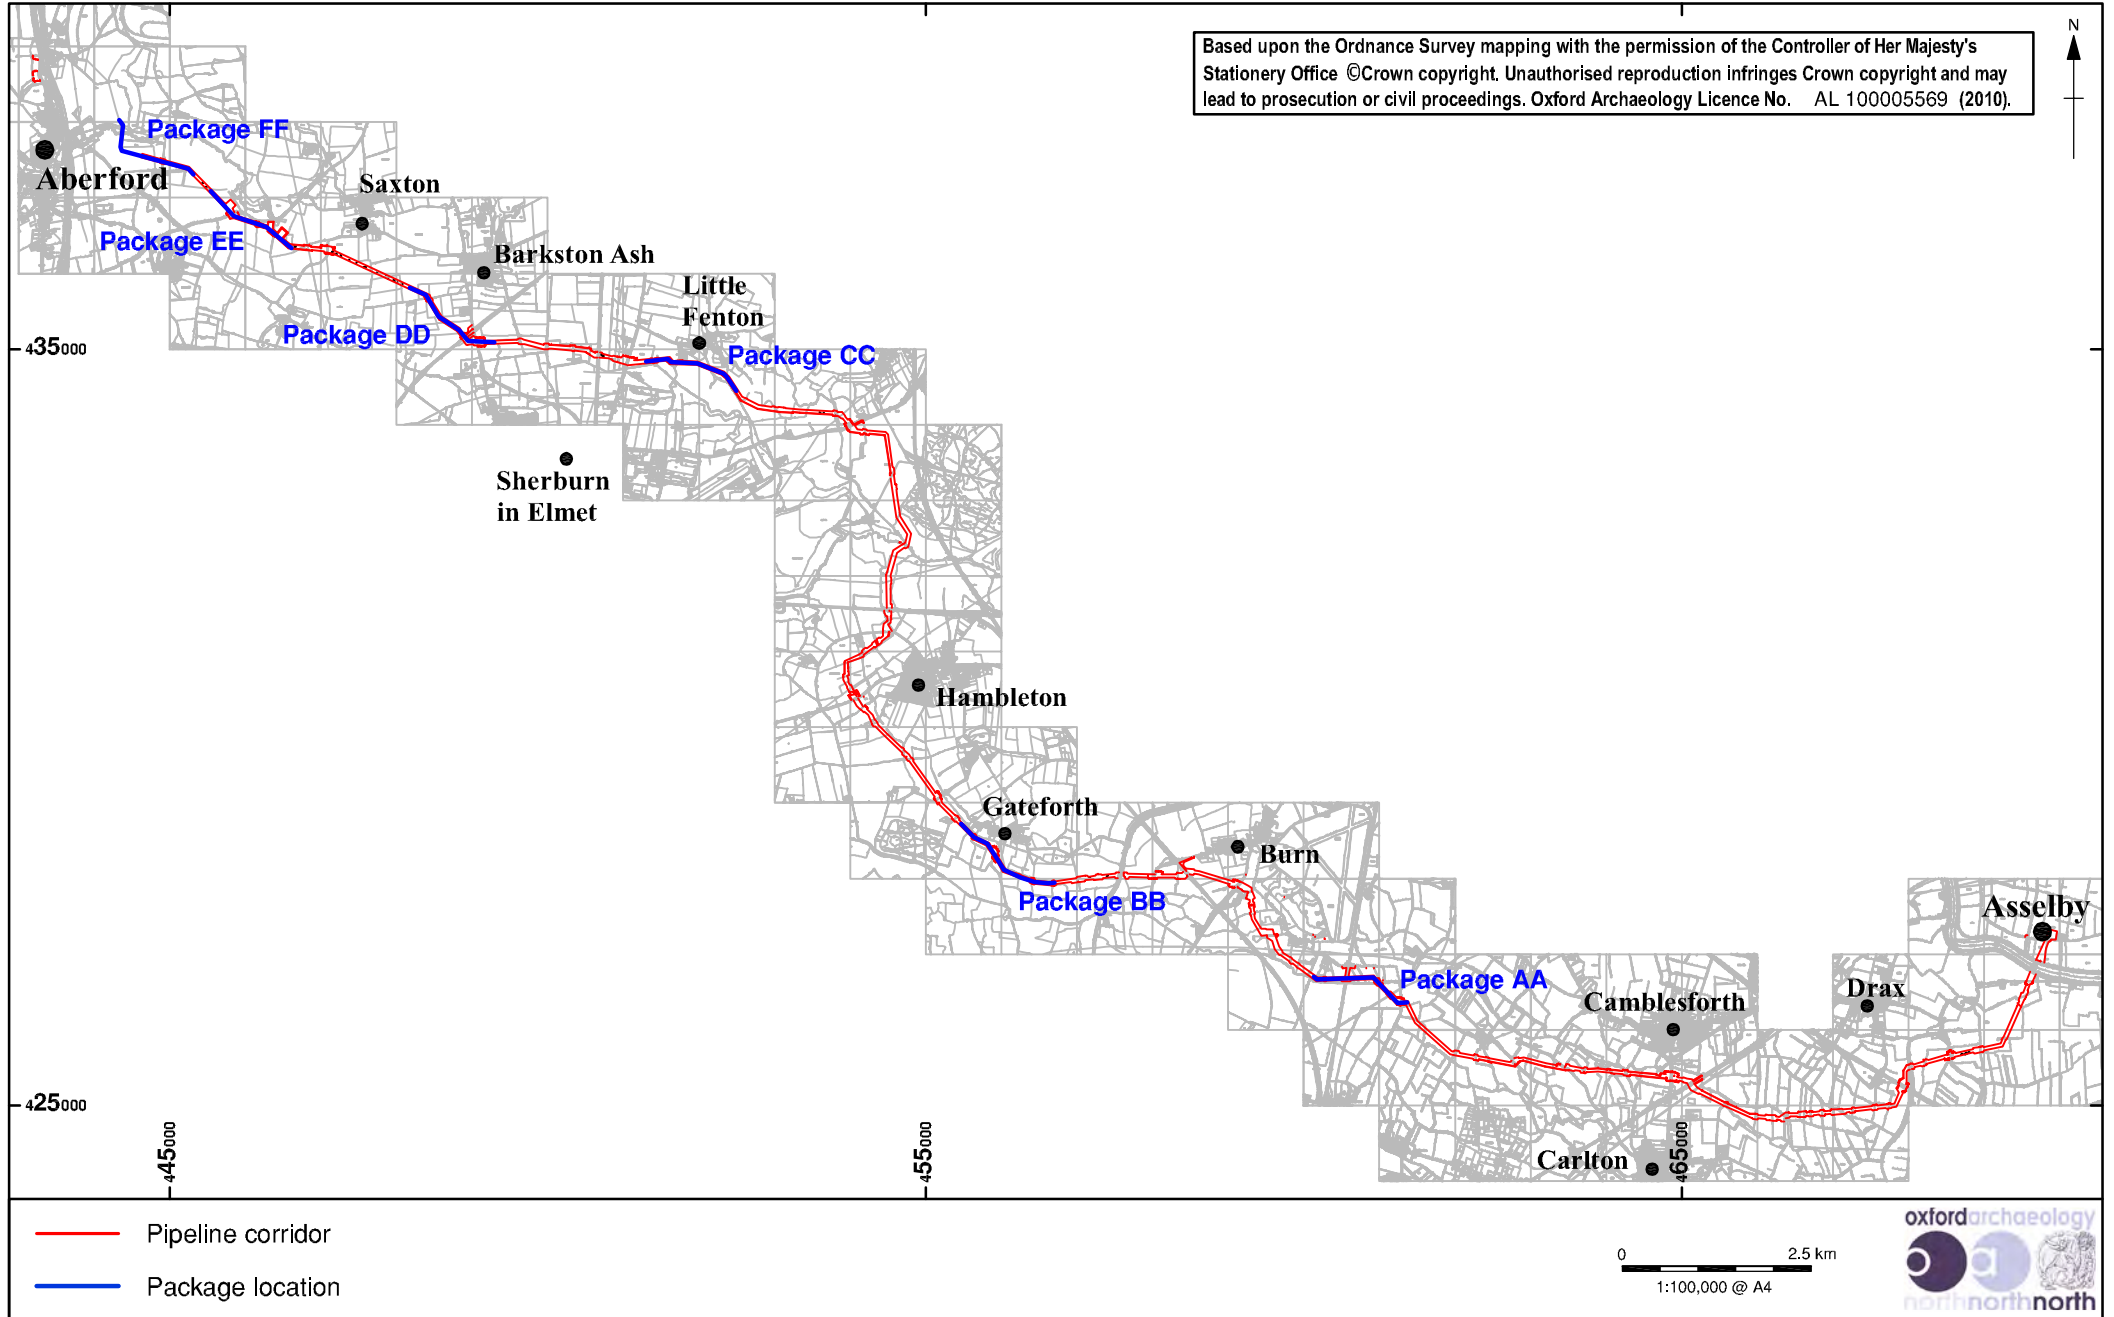 N
Based upon the Ordnance Survey mapping with the permission of the Controller of Her Majesty's
Stationery Office ©Crown copyright. Unauthorised reproduction infringes Crown copyright and may
lead to prosecution or civil proceedings. Oxford Archaeology Licence No. AL 100005569 (2010).
Package FF
Aberford
Saxton
Package EE
Barkston Ash
Little
Fenton
Package DD
435000
Package CC
Sherburn
in Elmet
Hambleton
Gateforth
Burn
Package BB
Asselby
Package AA
Drax
Camblesforth
425000
445000
455000
465000
Carlton
Pipeline corridor
Package location
0 2.5 km
1:100,000 @ A4
oxfordarchaeology
oa
northnorthnorth